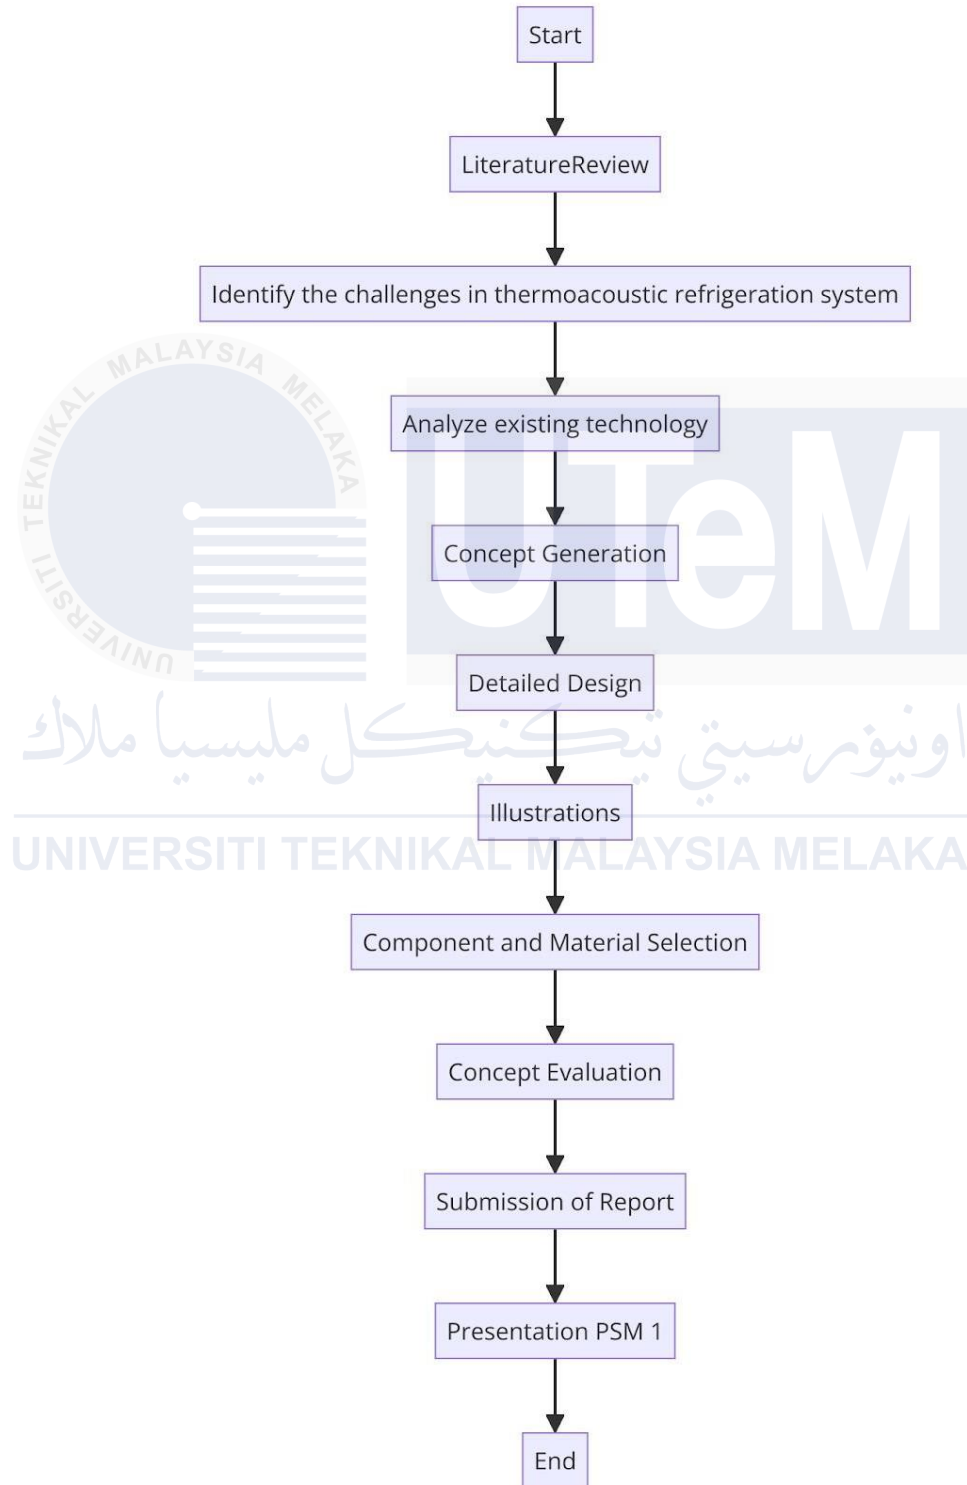 Start
LiteratureReview
Identify the challenges in thermoacoustic refrigeration system
Analyze existing technology
Concept Generation
Detailed Design
Illustrations
Component and Material Selection
Concept Evaluation
Submission of Report
Presentation PSM 1
End
UNIVERSITI TEKNIKAL MALAYSIA MELAKA
UTeM
اونيۏرسيتي تيكنيكل مليسيا ملاك
UNIVERSITI TEKNIKAL MALAYSIA MELAKA